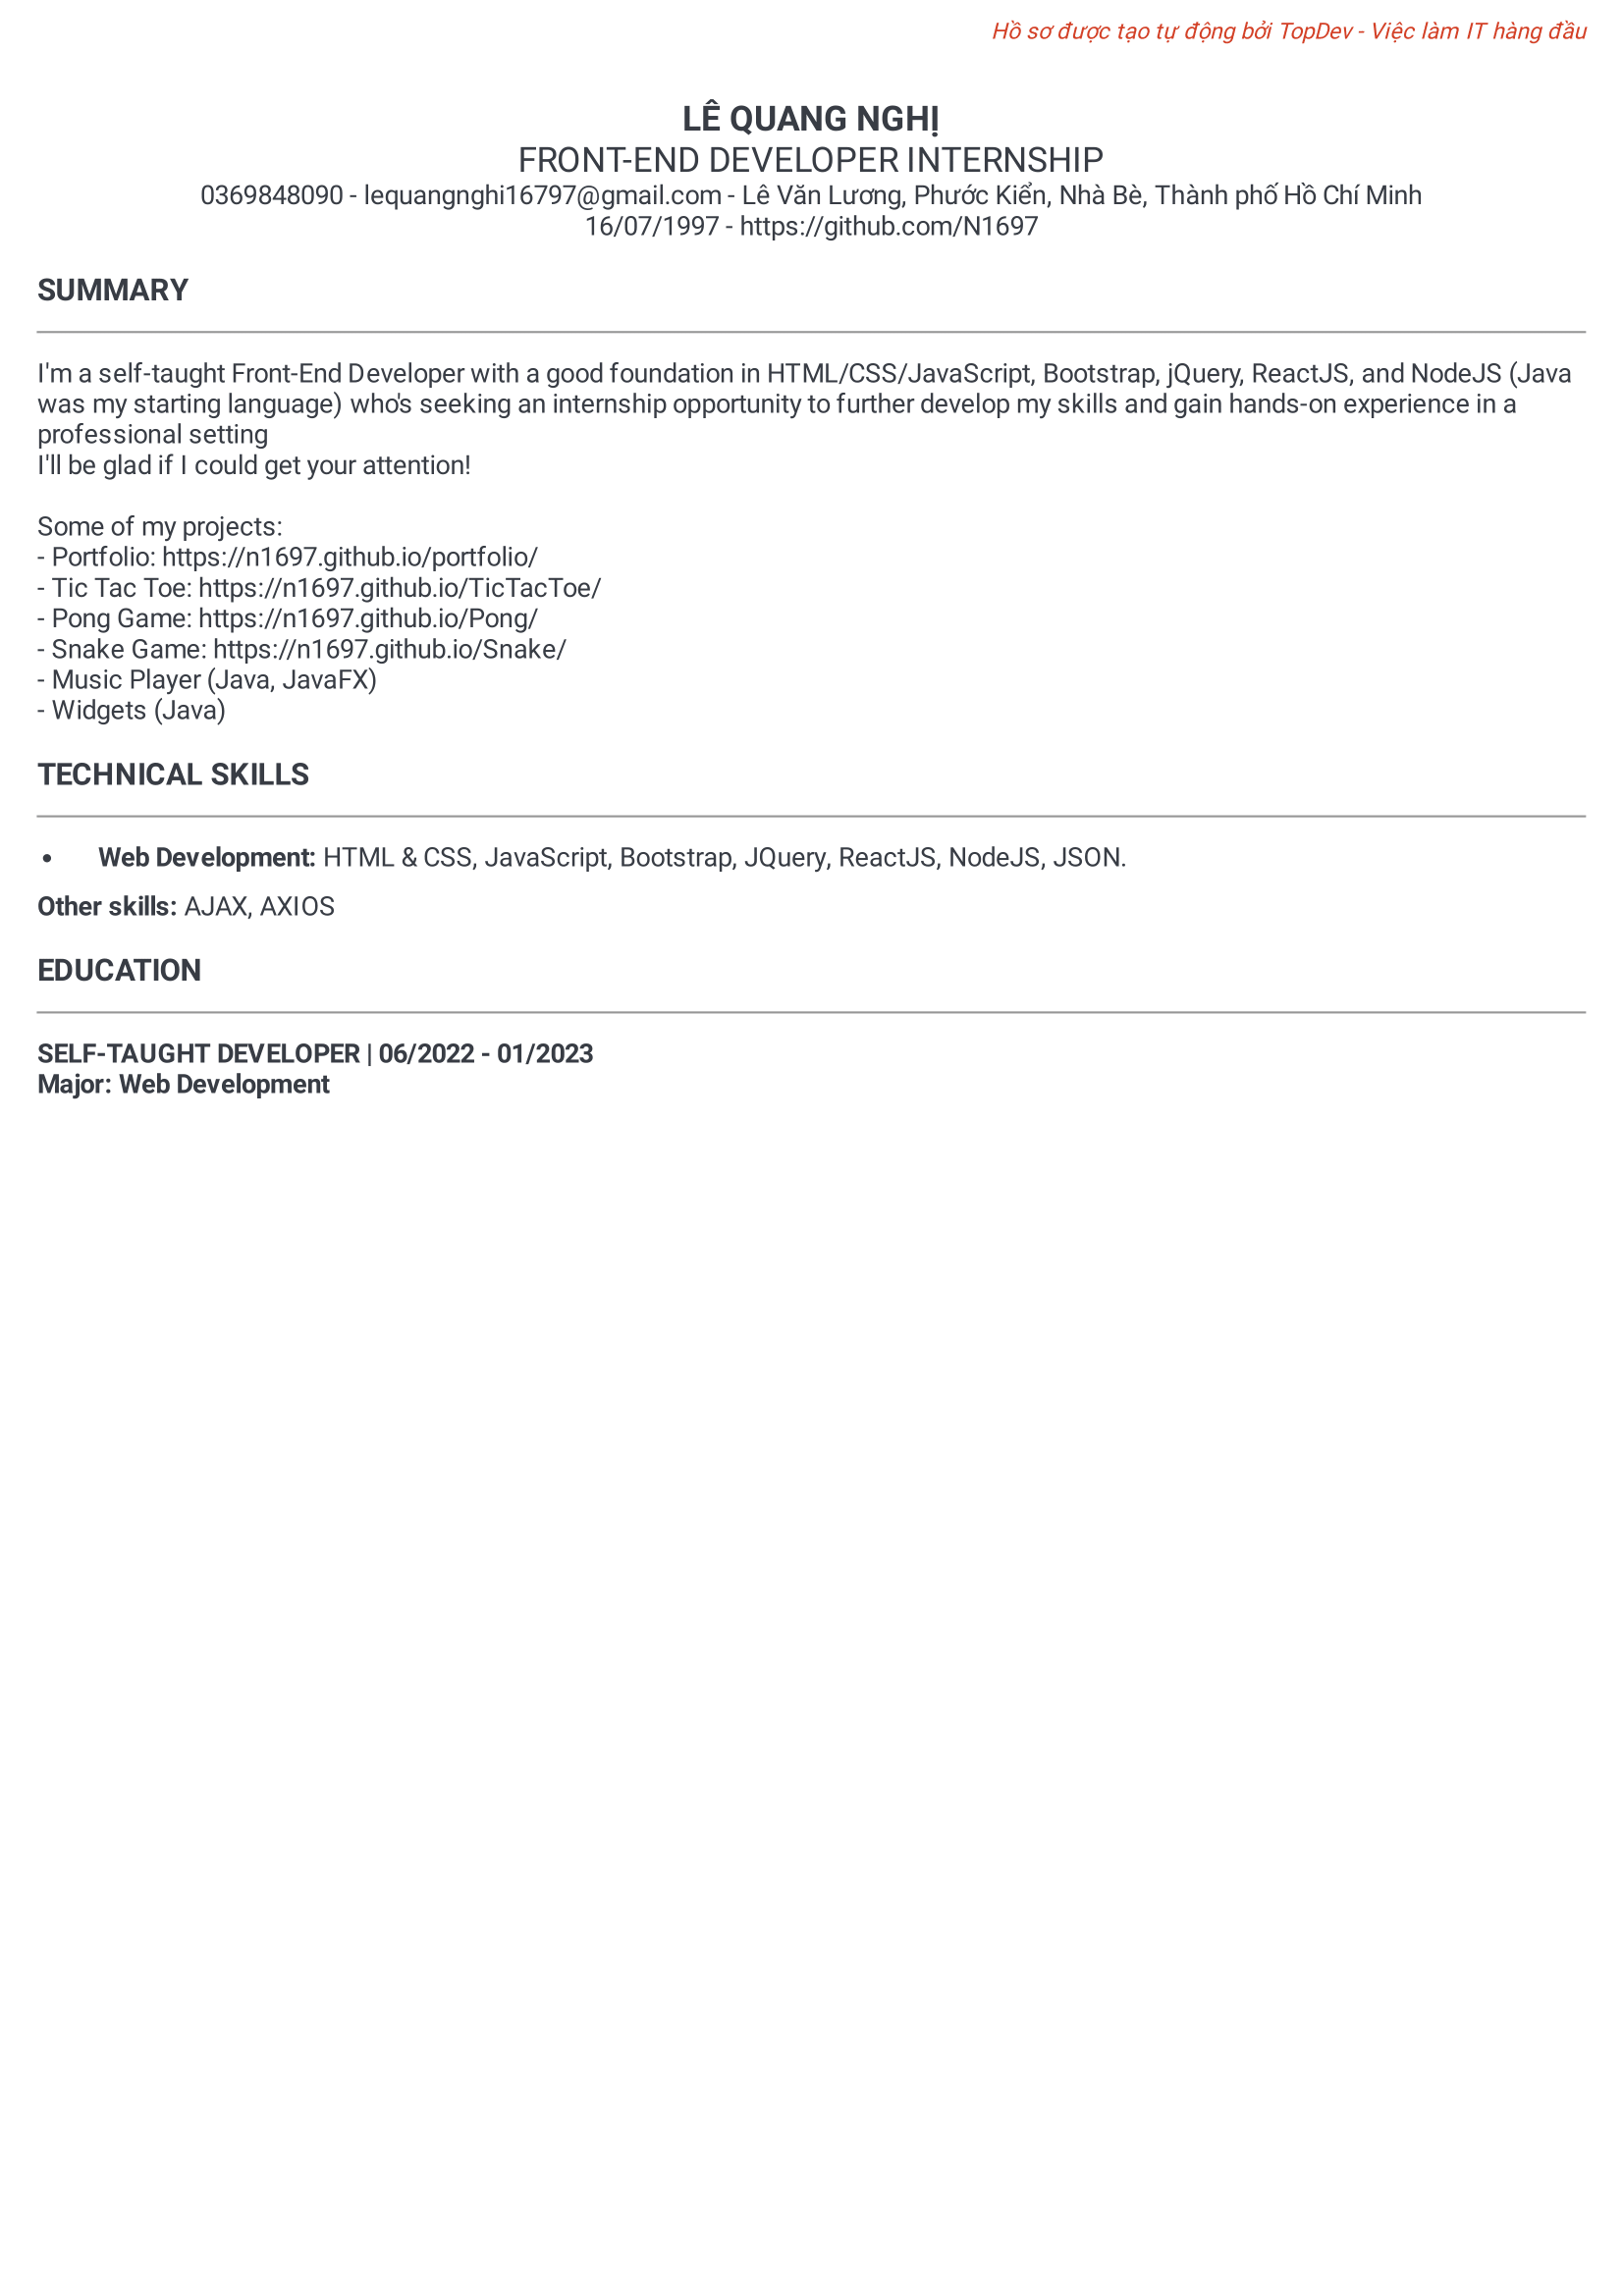 Hồ sơ được tạo tự động bởi TopDev - Việc làm IT hàng đầu
LÊ QUANG NGHỊ
FRONT-END DEVELOPER INTERNSHIP
0369848090 - lequangnghi16797@gmail.com - Lê Văn Lương, Phước Kiển, Nhà Bè, Thành phố Hồ Chí Minh
16/07/1997 - https://github.com/N1697
SUMMARY
I'm a self-taught Front-End Developer with a good foundation in HTML/CSS/JavaScript, Bootstrap, jQuery, ReactJS, and NodeJS (Java
was my starting language) who's seeking an internship opportunity to further develop my skills and gain hands-on experience in a
professional setting
I'll be glad if I could get your attention!
Some of my projects:
- Portfolio: https://n1697.github.io/portfolio/
- Tic Tac Toe: https://n1697.github.io/TicTacToe/
- Pong Game: https://n1697.github.io/Pong/
- Snake Game: https://n1697.github.io/Snake/
- Music Player (Java, JavaFX)
- Widgets (Java)
TECHNICAL SKILLS
• Web Development: HTML & CSS, JavaScript, Bootstrap, JQuery, ReactJS, NodeJS, JSON.
Other skills: AJAX, AXIOS
EDUCATION
SELF-TAUGHT DEVELOPER | 06/2022 - 01/2023
Major: Web Development